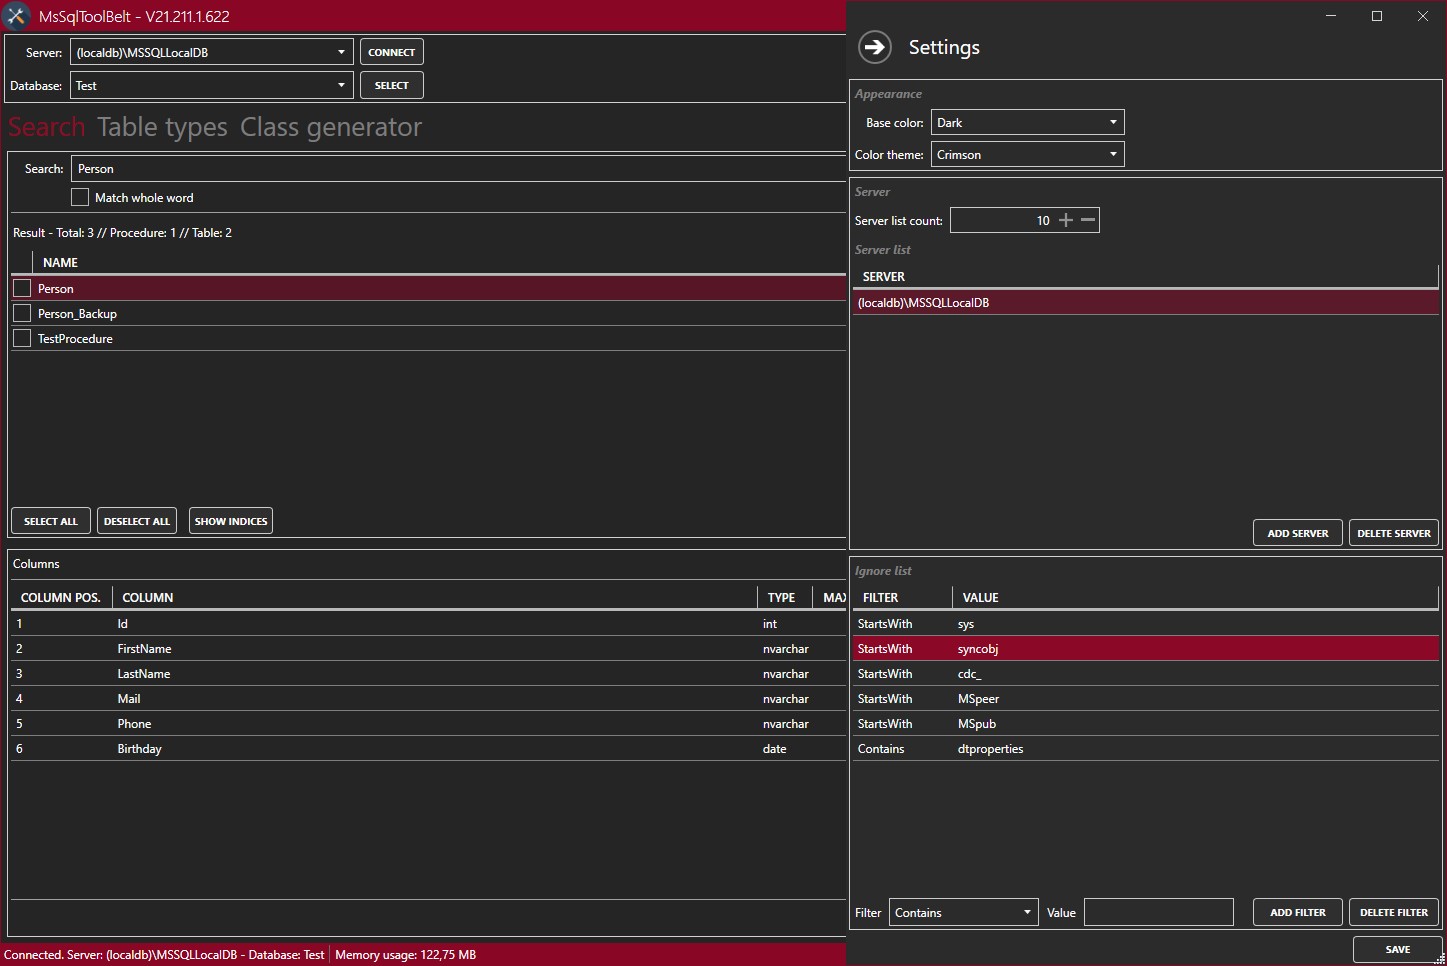 MsSqlToolBelt - V21.211.1.622
Server: (localdb)\MSSQLLocalDB CONNECT
Database: Test SELECT
Search Table types Class generator
Search: Person
Match whole word
Result - Total: 3 // Procedure: 1 // Table: 2
NAME
Person
Person_Backup
TestProcedure
SELECT ALL DESELECT ALL SHOW INDICES
Columns
COLUMN POS. COLUMN TYPE MAX
1 Id int
2 FirstName nvarchar
3 LastName nvarchar
4 Mail nvarchar
5 Phone nvarchar
6 Birthday date
Connected. Server: (localdb)\MSSQLLocalDB - Database: Test Memory usage: 122,75 MB
Settings
Appearance
Base color: Dark
Color theme: Crimson
Server
Server list count: 10
Server list
SERVER
(localdb)\MSSQLLocalDB
ADD SERVER DELETE SERVER
Ignore list
FILTER VALUE
StartsWith sys
StartsWith syncobj
StartsWith cdc_
StartsWith MSpeer
StartsWith MSpub
Contains dtproperties
Filter Contains Value ADD FILTER DELETE FILTER
SAVE